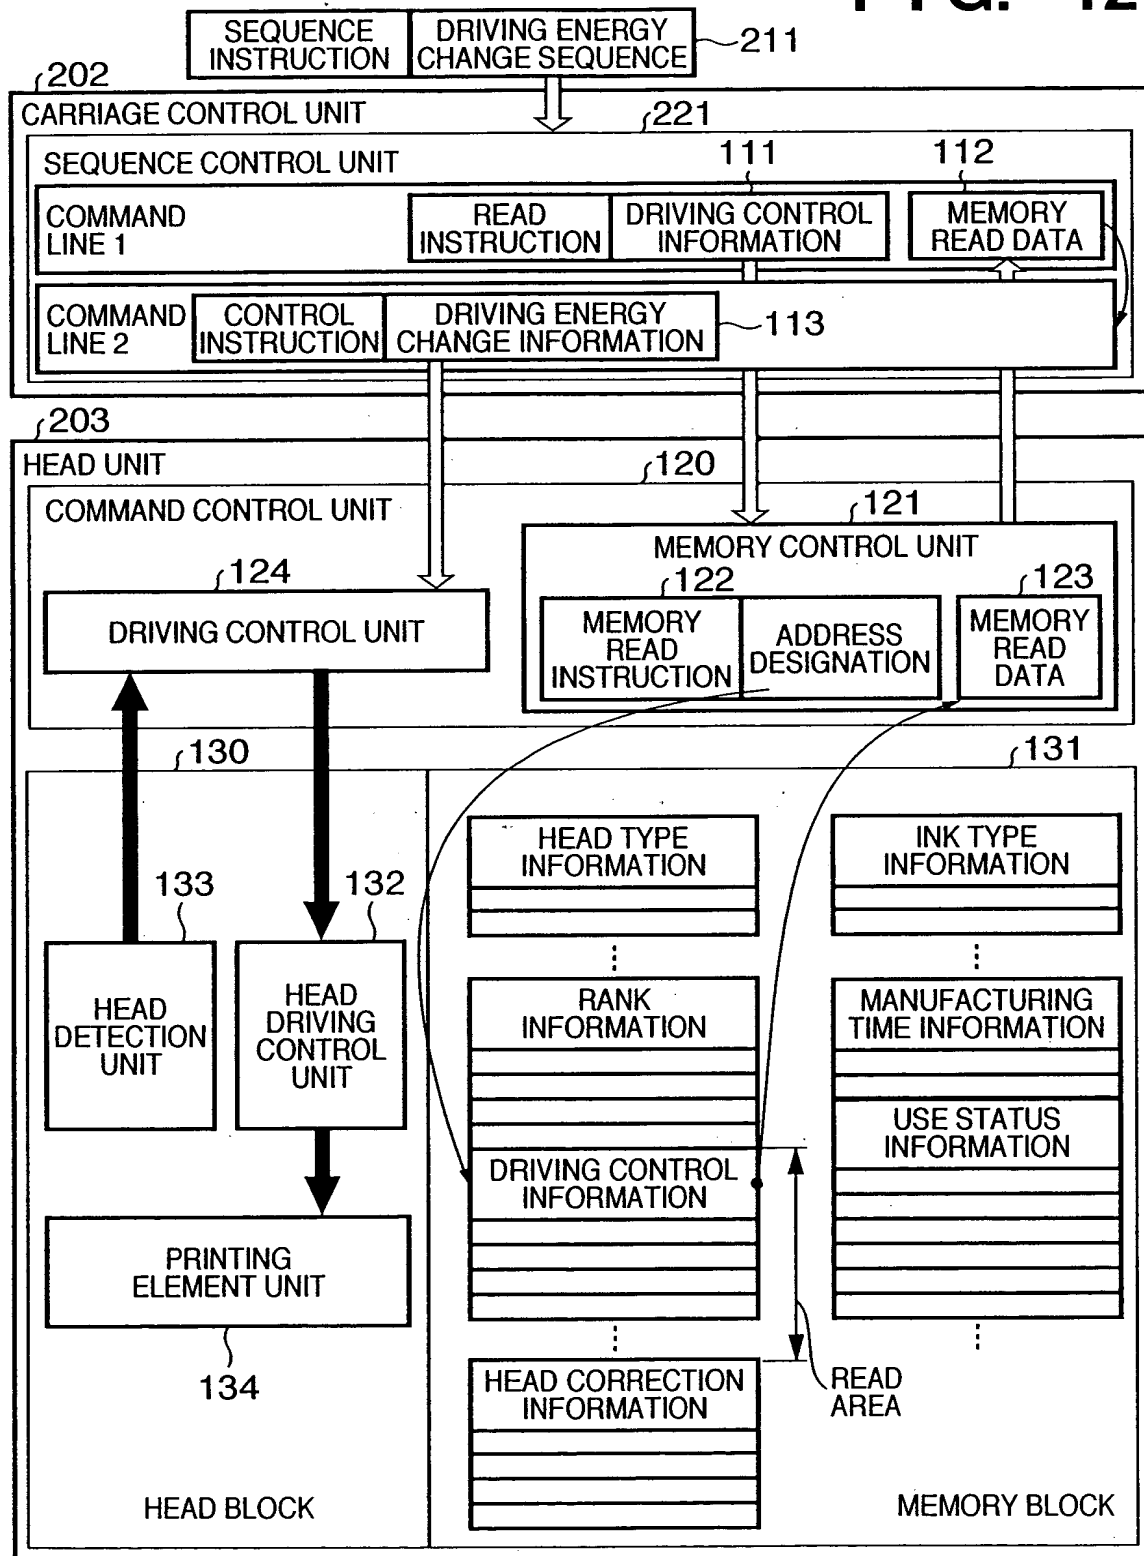 FIG. 12
SEQUENCE
INSTRUCTION
DRIVING ENERGY
CHANGE SEQUENCE
211
202
CARRIAGE CONTROL UNIT
221
SEQUENCE CONTROL UNIT
111
112
COMMAND
LINE 1
READ
INSTRUCTION
DRIVING CONTROL
INFORMATION
MEMORY
READ DATA
COMMAND
LINE 2
CONTROL
INSTRUCTION
DRIVING ENERGY
CHANGE INFORMATION
113
203
HEAD UNIT
120
COMMAND CONTROL UNIT
121
MEMORY CONTROL UNIT
124
122
123
DRIVING CONTROL UNIT
MEMORY
READ
INSTRUCTION
ADDRESS
DESIGNATION
MEMORY
READ
DATA
130
131
HEAD TYPE
INFORMATION
INK TYPE
INFORMATION
133
132
HEAD
DETECTION
UNIT
HEAD
DRIVING
CONTROL
UNIT
RANK
INFORMATION
MANUFACTURING
TIME INFORMATION
USE STATUS
INFORMATION
DRIVING CONTROL
INFORMATION
PRINTING
ELEMENT UNIT
134
HEAD CORRECTION
INFORMATION
READ
AREA
HEAD BLOCK
MEMORY BLOCK